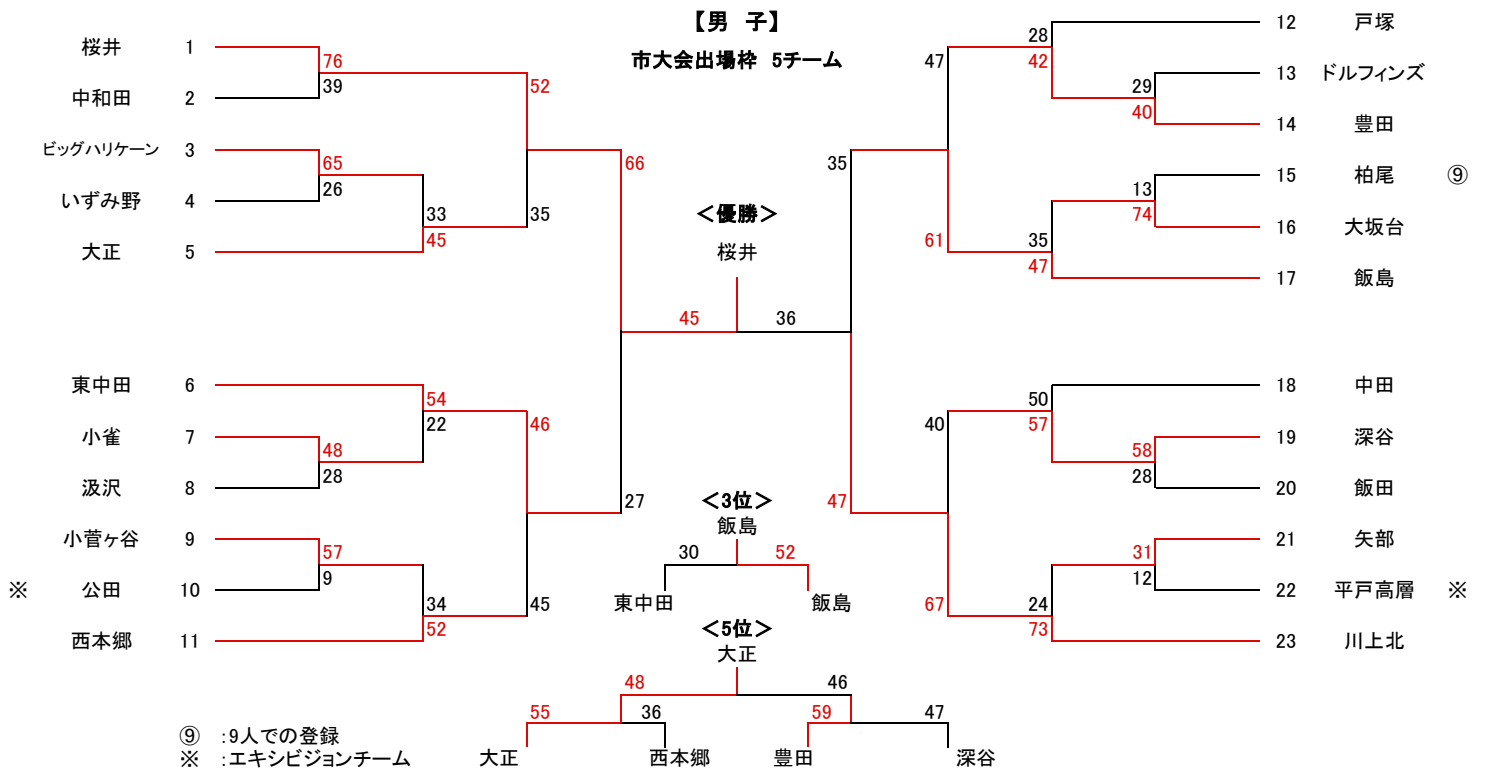 【男 子】
市大会出場枠 5チーム
桜井 1
76
39
中和田 2
ビッグハリケーン 3
65
26
いずみ野 4
33
45
大正 5
52
35
66
東中田 6
54
22
小雀 7
48
28
汲沢 8
46
45
27
小菅ヶ谷 9
57
9
※ 公田 10
34
52
西本郷 11
<優勝>
桜井
45 36
12 戸塚
28
42
13 ドルフィンズ
29
40
14 豊田
47
61
35
15 柏尾 ⑨
13
74
16 大坂台
35
47
17 飯島
18 中田
50
57
19 深谷
58
28
20 飯田
40
67
47
21 矢部
31
12
22 平戸高層 ※
24
73
23 川上北
<3位>
飯島
30 52
東中田 飯島
<5位>
大正
48 46
55 36 59 47
大正 西本郷 豊田 深谷
⑨ :9人での登録
※ :エキシビジョンチーム